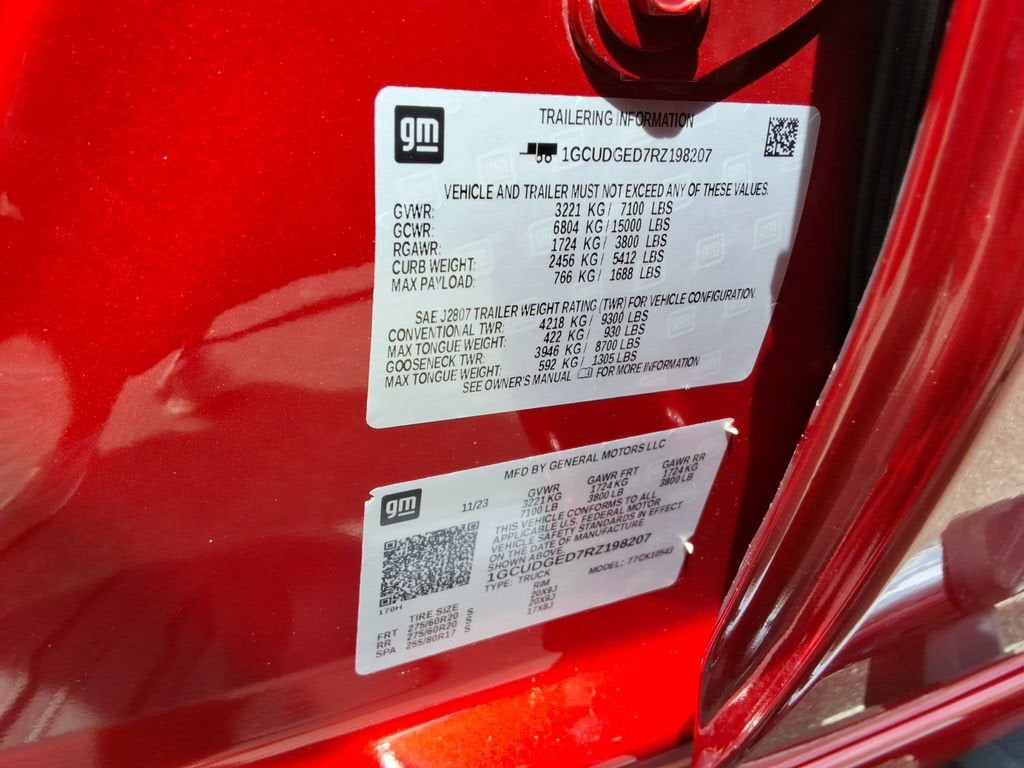 gm
TRAILERING INFORMATION
1GCUDGED7RZ198207
VEHICLE AND TRAILER MUST NOT EXCEED ANY OF THESE VALUES.
GVWR: 3221 KG / 7100 LBS
GCWR: 6804 KG / 15000 LBS
RGAWR: 1724 KG / 3800 LBS
CURB WEIGHT: 2456 KG / 5412 LBS
MAX PAYLOAD: 766 KG / 1688 LBS
SAE J2807 TRAILER WEIGHT RATING (TWR) FOR VEHICLE CONFIGURATION
CONVENTIONAL TWR: 4218 KG / 9300 LBS
MAX TONGUE WEIGHT: 422 KG / 930 LBS
GOOSENECK TWR: 3946 KG / 8700 LBS
MAX TONGUE WEIGHT: 592 KG / 1305 LBS
SEE OWNER'S MANUAL FOR MORE INFORMATION
gm
MFD BY GENERAL MOTORS LLC
11/23 GVWR GAWR FRT GAWR RR
3221 KG 1724 KG 1724 KG
7100 LB 3800 LB 3800 LB
THIS VEHICLE CONFORMS TO ALL
APPLICABLE U.S. FEDERAL MOTOR
VEHICLE SAFETY STANDARDS IN EFFECT
ON THE DATE OF MANUFACTURE
SHOWN ABOVE.
1GCUDGED7RZ198207
TYPE: TRUCK MODEL: 77CK10543
170H
TIRE SIZE RIM
FRT 275/60R20 S 20X9J
RR 275/60R20 S 20X9J
SPA 255/80R17 S 17X8J